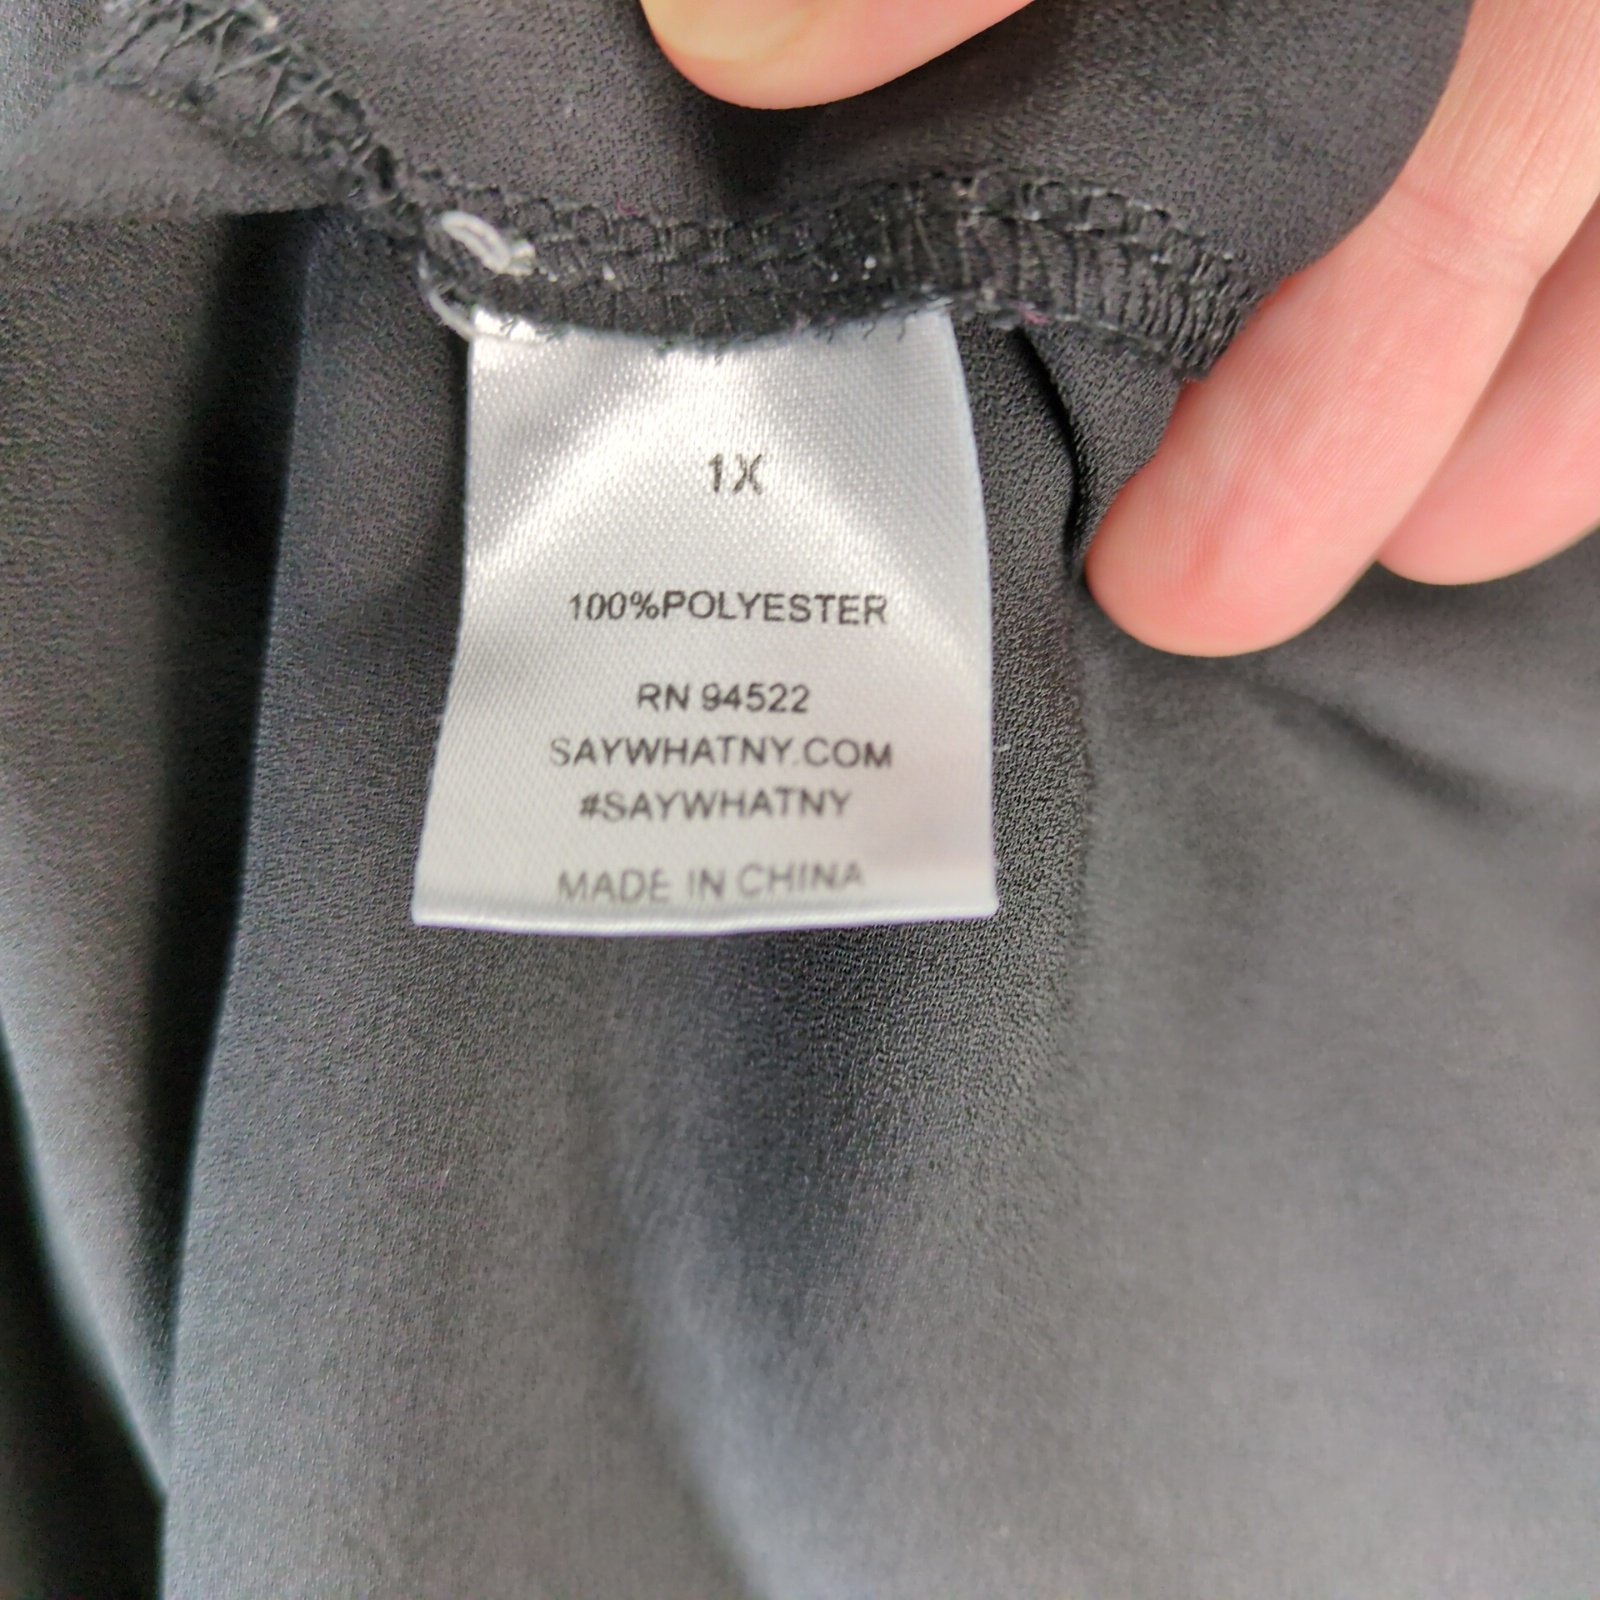 1X
100%POLYESTER
RN 94522
SAYWHATNY.COM
#SAYWHATNY
MADE IN CHINA